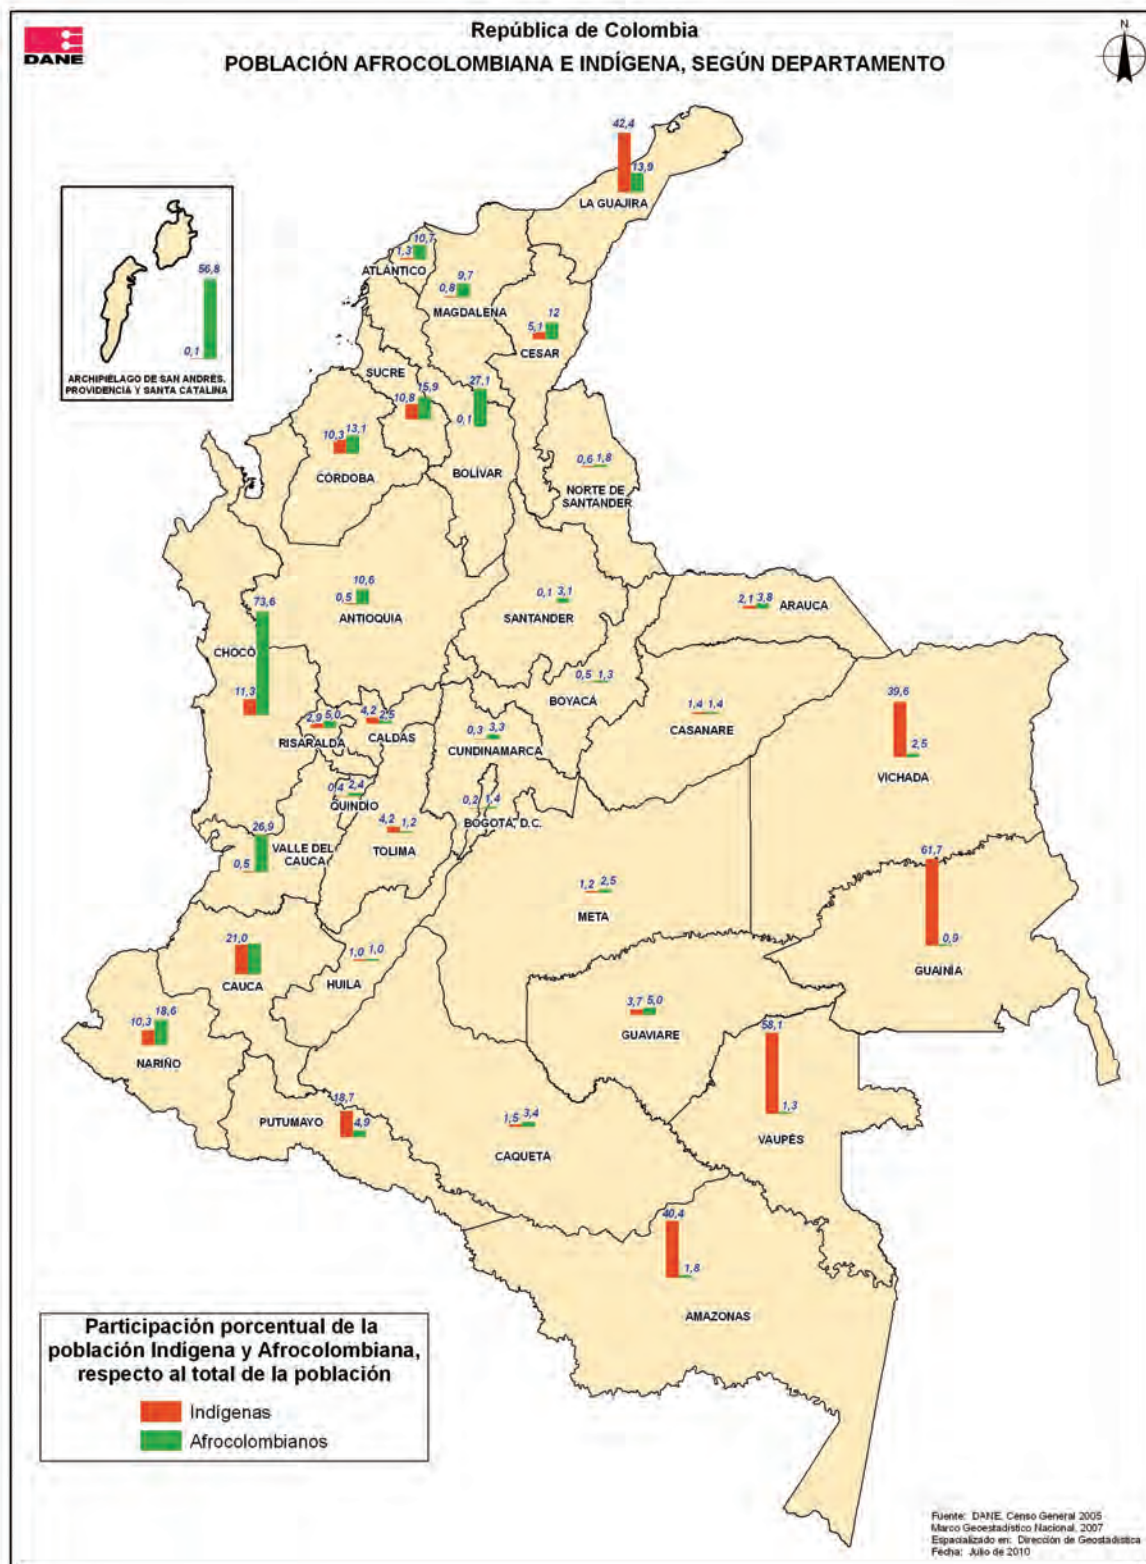 DANE
República de Colombia
POBLACIÓN AFROCOLOMBIANA E INDÍGENA, SEGÚN DEPARTAMENTO
N
42,4
13,9
LA GUAJIRA
56,8
0,1
ARCHIPIÉLAGO DE SAN ANDRÉS,
PROVIDENCIA Y SANTA CATALINA
1,3 10,7
ATLÁNTICO
0,8 9,7
MAGDALENA
5,1 12
CESAR
SUCRE
10,8 15,9
27,1
0,1
BOLÍVAR
10,3 13,1
CÓRDOBA
0,6 1,8
NORTE DE
SANTANDER
0,5 10,6
ANTIOQUIA
0,1 3,1
SANTANDER
2,1 3,8
ARAUCA
73,6
CHOCÓ
11,3
0,5 1,3
BOYACÁ
1,4 1,4
CASANARE
39,6
2,5
VICHADA
2,9 5,0
RISARALDA
4,2 2,5
CALDAS
0,3 3,3
CUNDINAMARCA
0,4 2,4
QUINDÍO
0,2 1,4
BOGOTÁ, D.C.
4,2 1,2
TOLIMA
26,9
0,5
VALLE DEL
CAUCA
61,7
0,9
GUAINÍA
1,2 2,5
META
21,0
CAUCA
1,0 1,0
HUILA
10,3 18,6
NARIÑO
3,7 5,0
GUAVIARE
58,1
1,3
VAUPÉS
18,7
4,9
PUTUMAYO
1,5 3,4
CAQUETÁ
40,4
1,8
AMAZONAS
Participación porcentual de la
población Indígena y Afrocolombiana,
respecto al total de la población
Indígenas
Afrocolombianos
Fuente: DANE, Censo General 2005
Marco Geoestadístico Nacional, 2007
Espacializado en: Dirección de Geostadística
Fecha: Julio de 2010